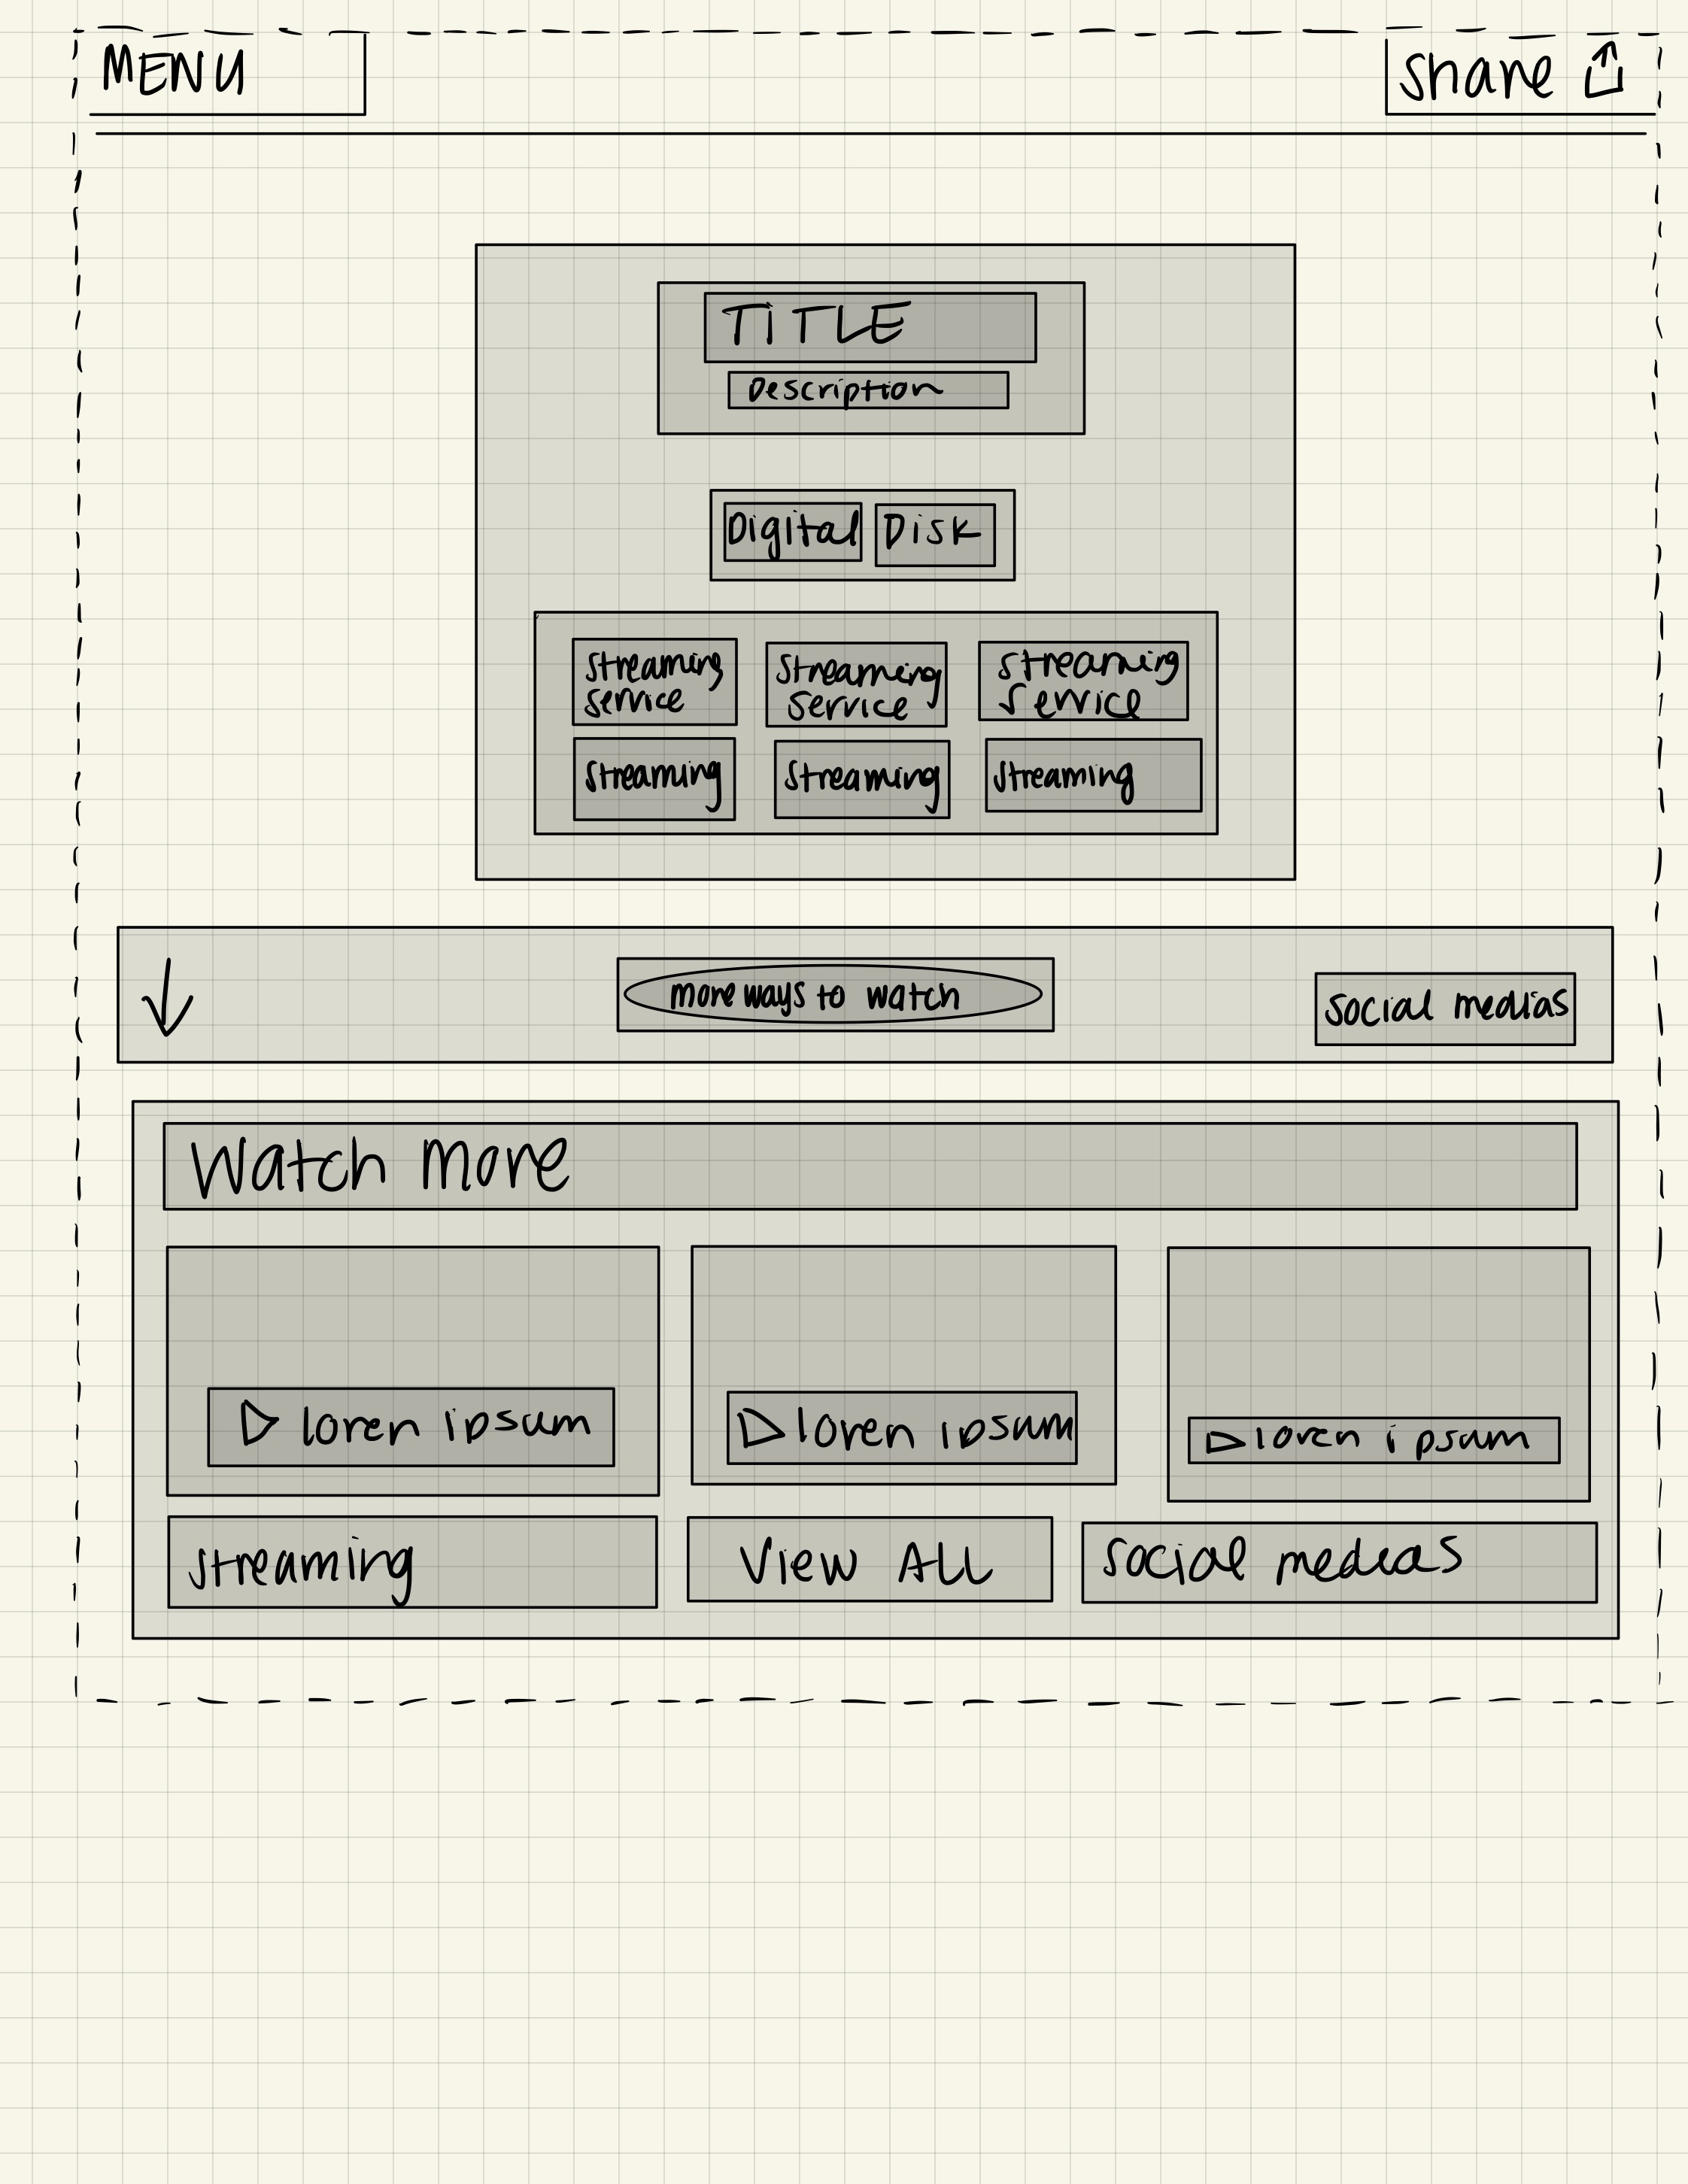 MENU
Share
TITLE
Description
Digital Disk
Streaming
service
Streaming
Service
Streaming
Service
Streaming
Streaming
Streaming
more ways to watch
social medias
Watch More
loren ipsum
loren ipsum
loren ipsum
Streaming
View All
Social medias